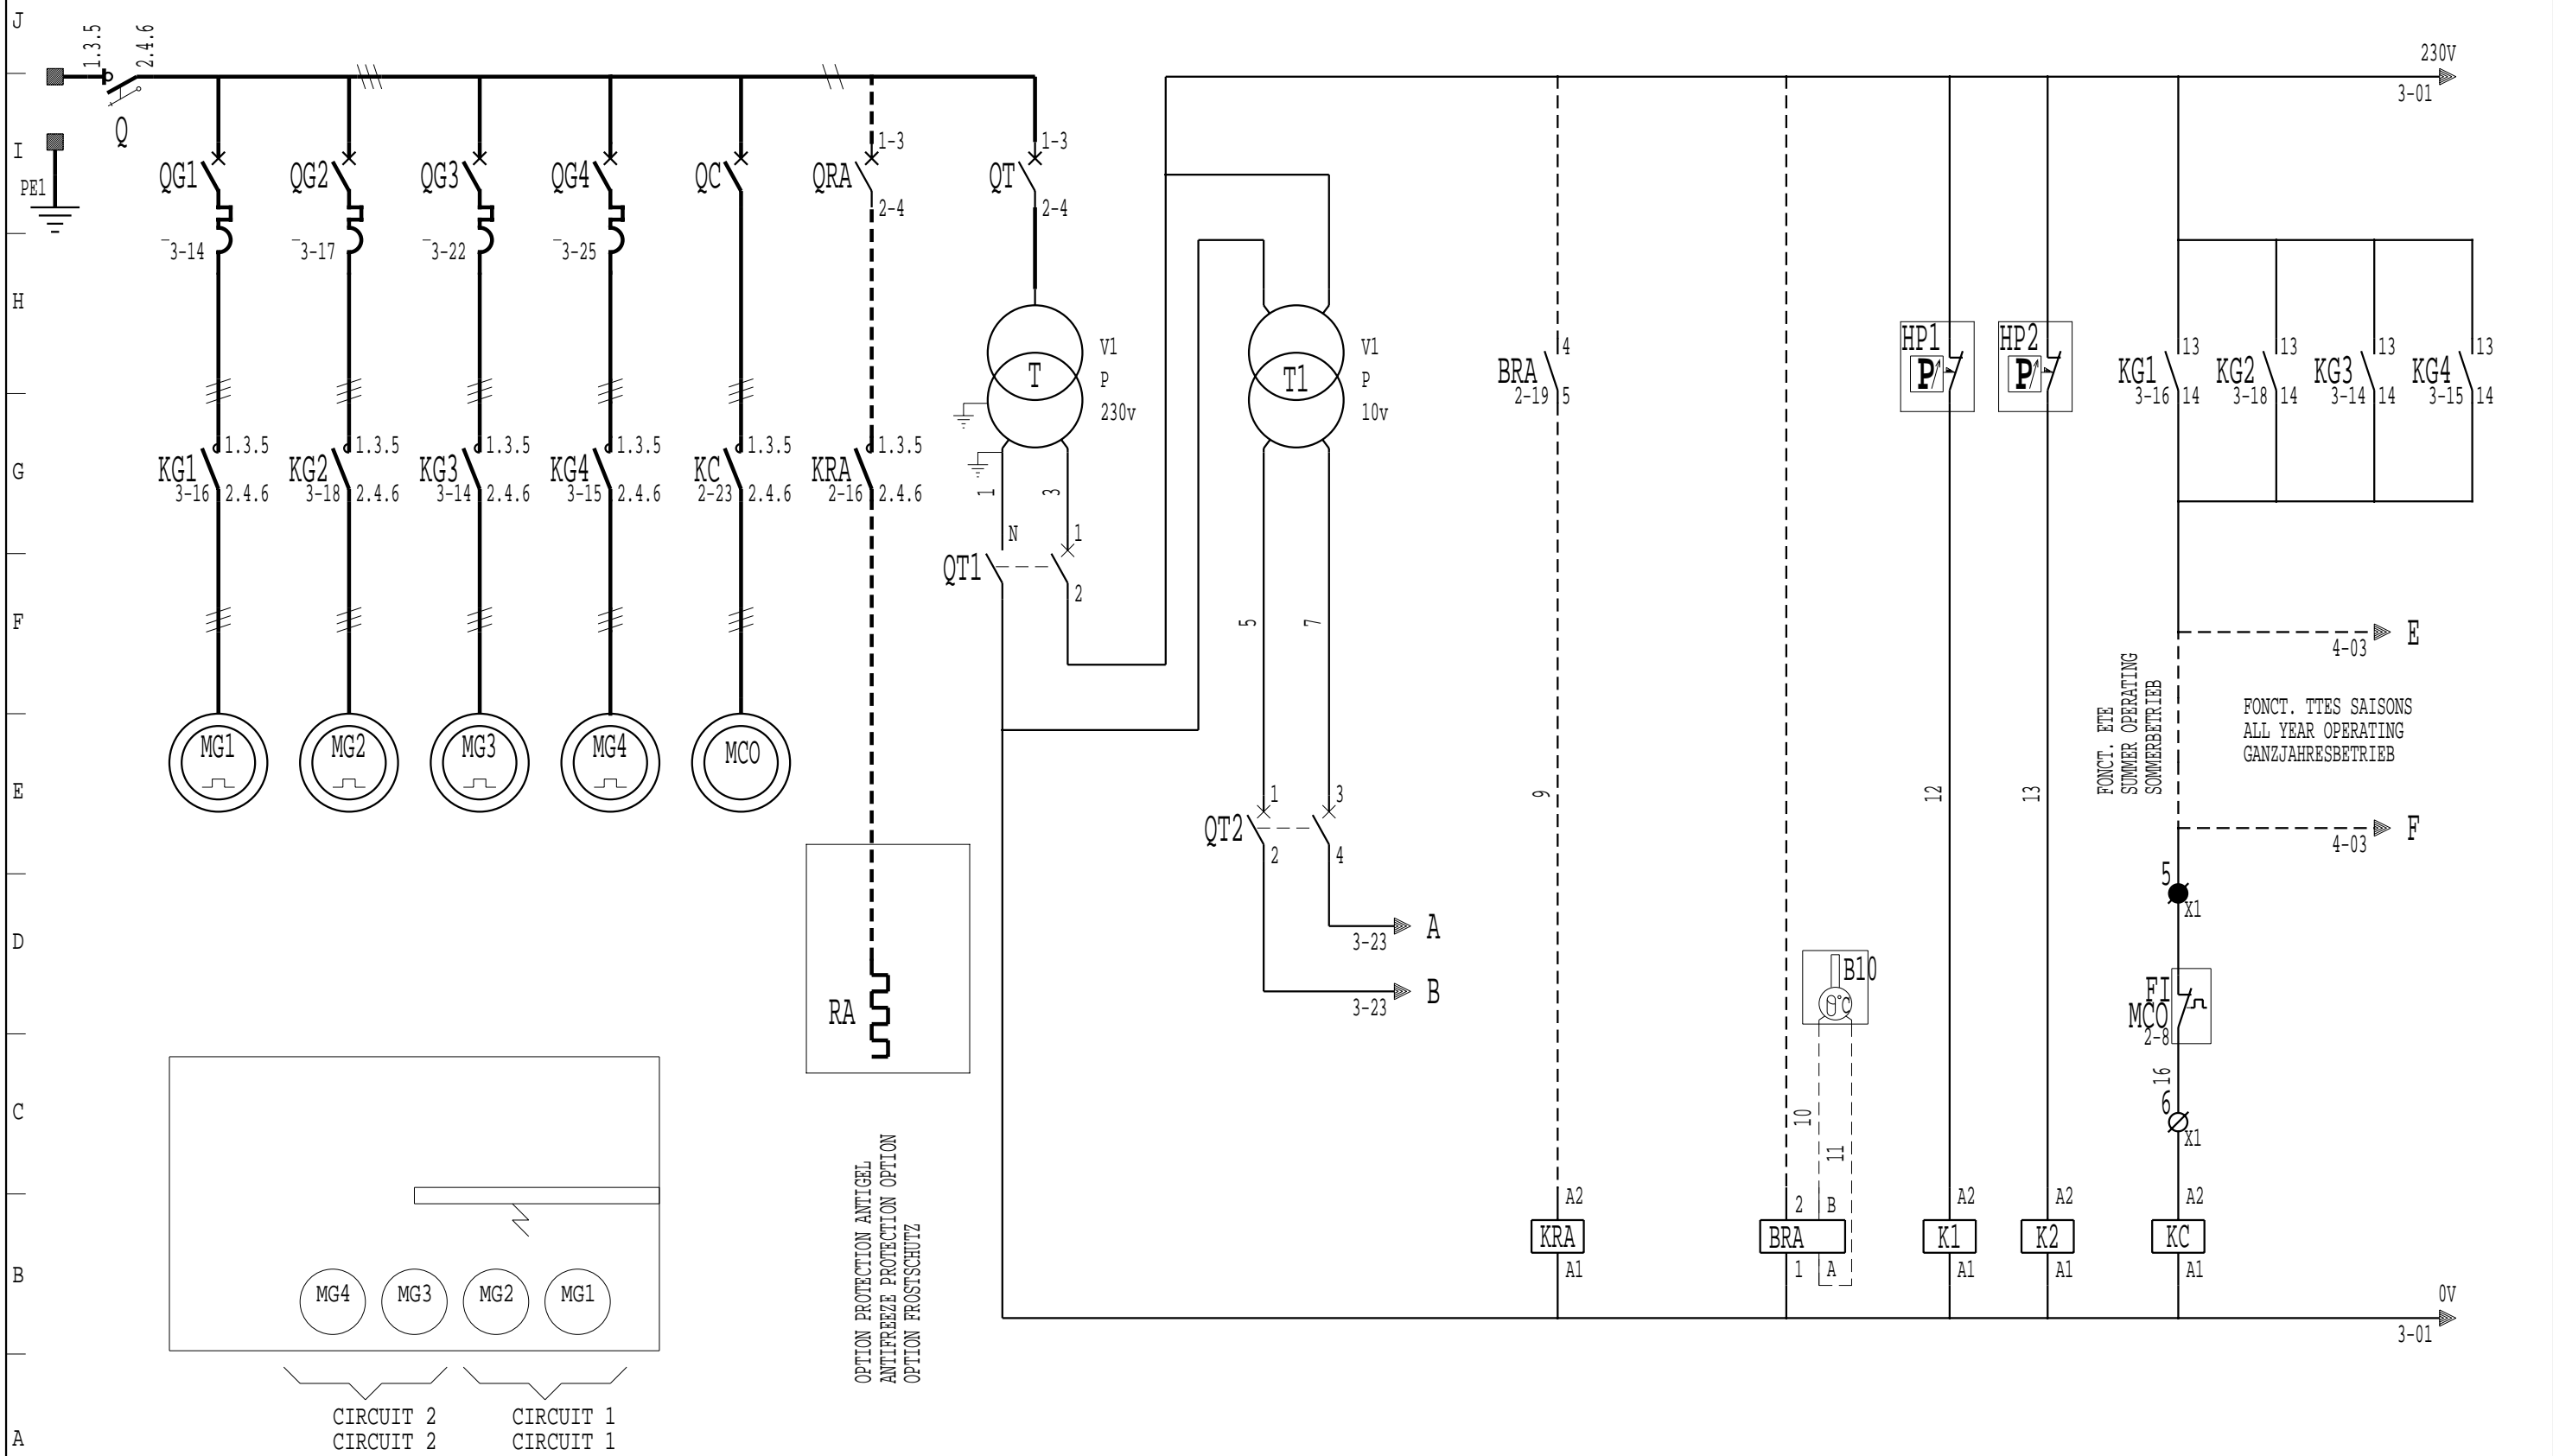 J
1.3.5
2.4.6
230V
3-01
Q
I
PE1
QG1
QG2
QG3
QG4
QC
QRA
1-3
2-4
QT
1-3
2-4
3-14
3-17
3-22
3-25
H
T
V1
P
230v
T1
V1
P
10v
BRA
2-19
4
5
HP1
P
HP2
P
KG1
3-16
13
14
KG2
3-18
13
14
KG3
3-14
13
14
KG4
3-15
13
14
G
KG1
3-16
1.3.5
2.4.6
KG2
3-18
1.3.5
2.4.6
KG3
3-14
1.3.5
2.4.6
KG4
3-15
1.3.5
2.4.6
KC
2-23
1.3.5
2.4.6
KRA
2-16
1.3.5
2.4.6
1
3
N
1
QT1
2
F
5
7
E
4-03
FONCT. ETE
SUMMER OPERATING
SOMMERBETRIEB
FONCT. TTES SAISONS
ALL YEAR OPERATING
GANZJAHRESBETRIEB
MG1
MG2
MG3
MG4
MCO
E
1
3
QT2
2
4
9
12
13
F
4-03
5
X1
D
A
3-23
B
3-23
B10
°C
FI
MCO
2-8
RA
16
6
X1
C
10
11
OPTION PROTECTION ANTIGEL
ANTIFREEZE PROTECTION OPTION
OPTION FROSTSCHUTZ
A2
KRA
A1
2
B
BRA
1
A
A2
K1
A1
A2
K2
A1
A2
KC
A1
B
MG4
MG3
MG2
MG1
0V
3-01
CIRCUIT 2
CIRCUIT 2
CIRCUIT 1
CIRCUIT 1
A